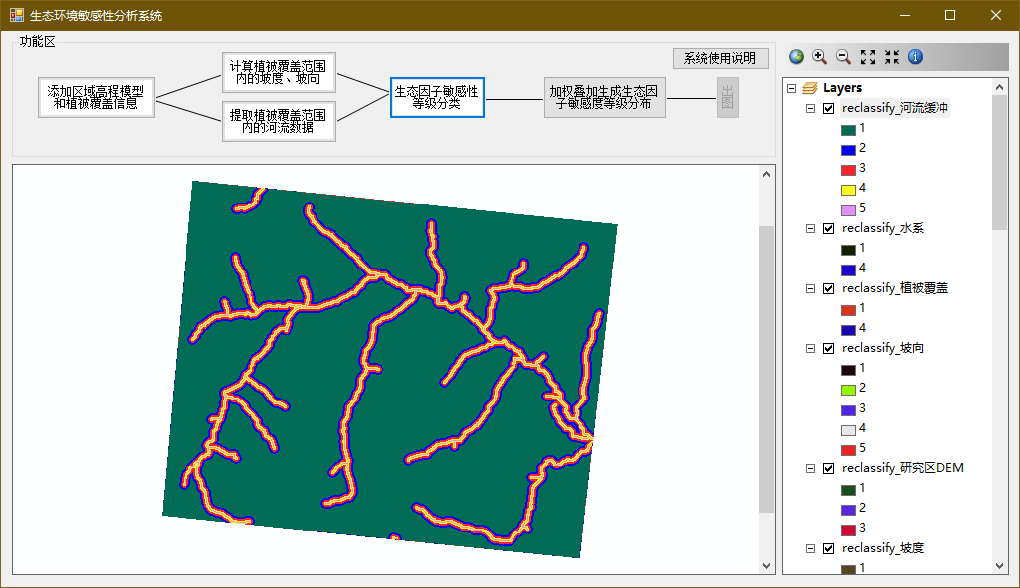 生态环境敏感性分析系统
功能区
添加区域高程模型
和植被覆盖信息
计算植被覆盖范围
内的坡度、坡向
提取植被覆盖范围
内的河流数据
生态因子敏感性
等级分类
加权叠加生成生态因
子敏感度等级分布
出
图
系统使用说明
Layers
reclassify_河流缓冲
1
2
3
4
5
reclassify_水系
1
4
reclassify_植被覆盖
1
4
reclassify_坡向
1
2
3
4
5
reclassify_研究区DEM
1
2
3
reclassify_坡度
1